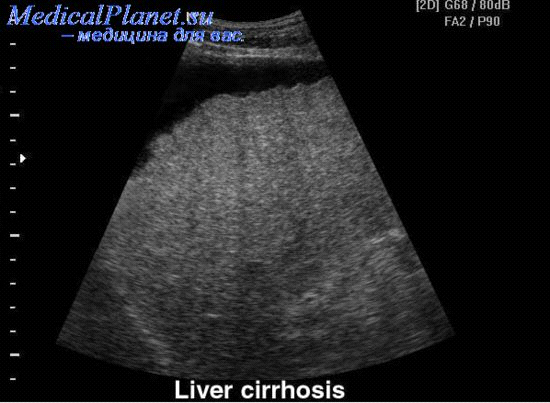 MedicalPlanet.su
– медицина для вас.
[2D] G68 / 80dB
FA2 / P90
Liver cirrhosis